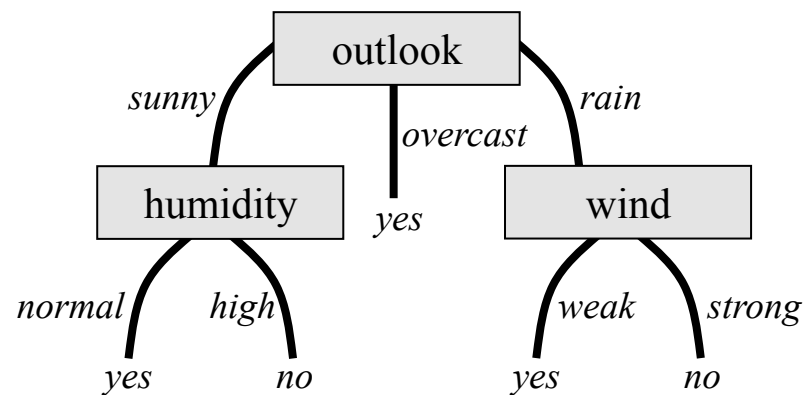 outlook
sunny
rain
overcast
humidity
yes
wind
normal
high
weak
strong
yes
no
yes
no